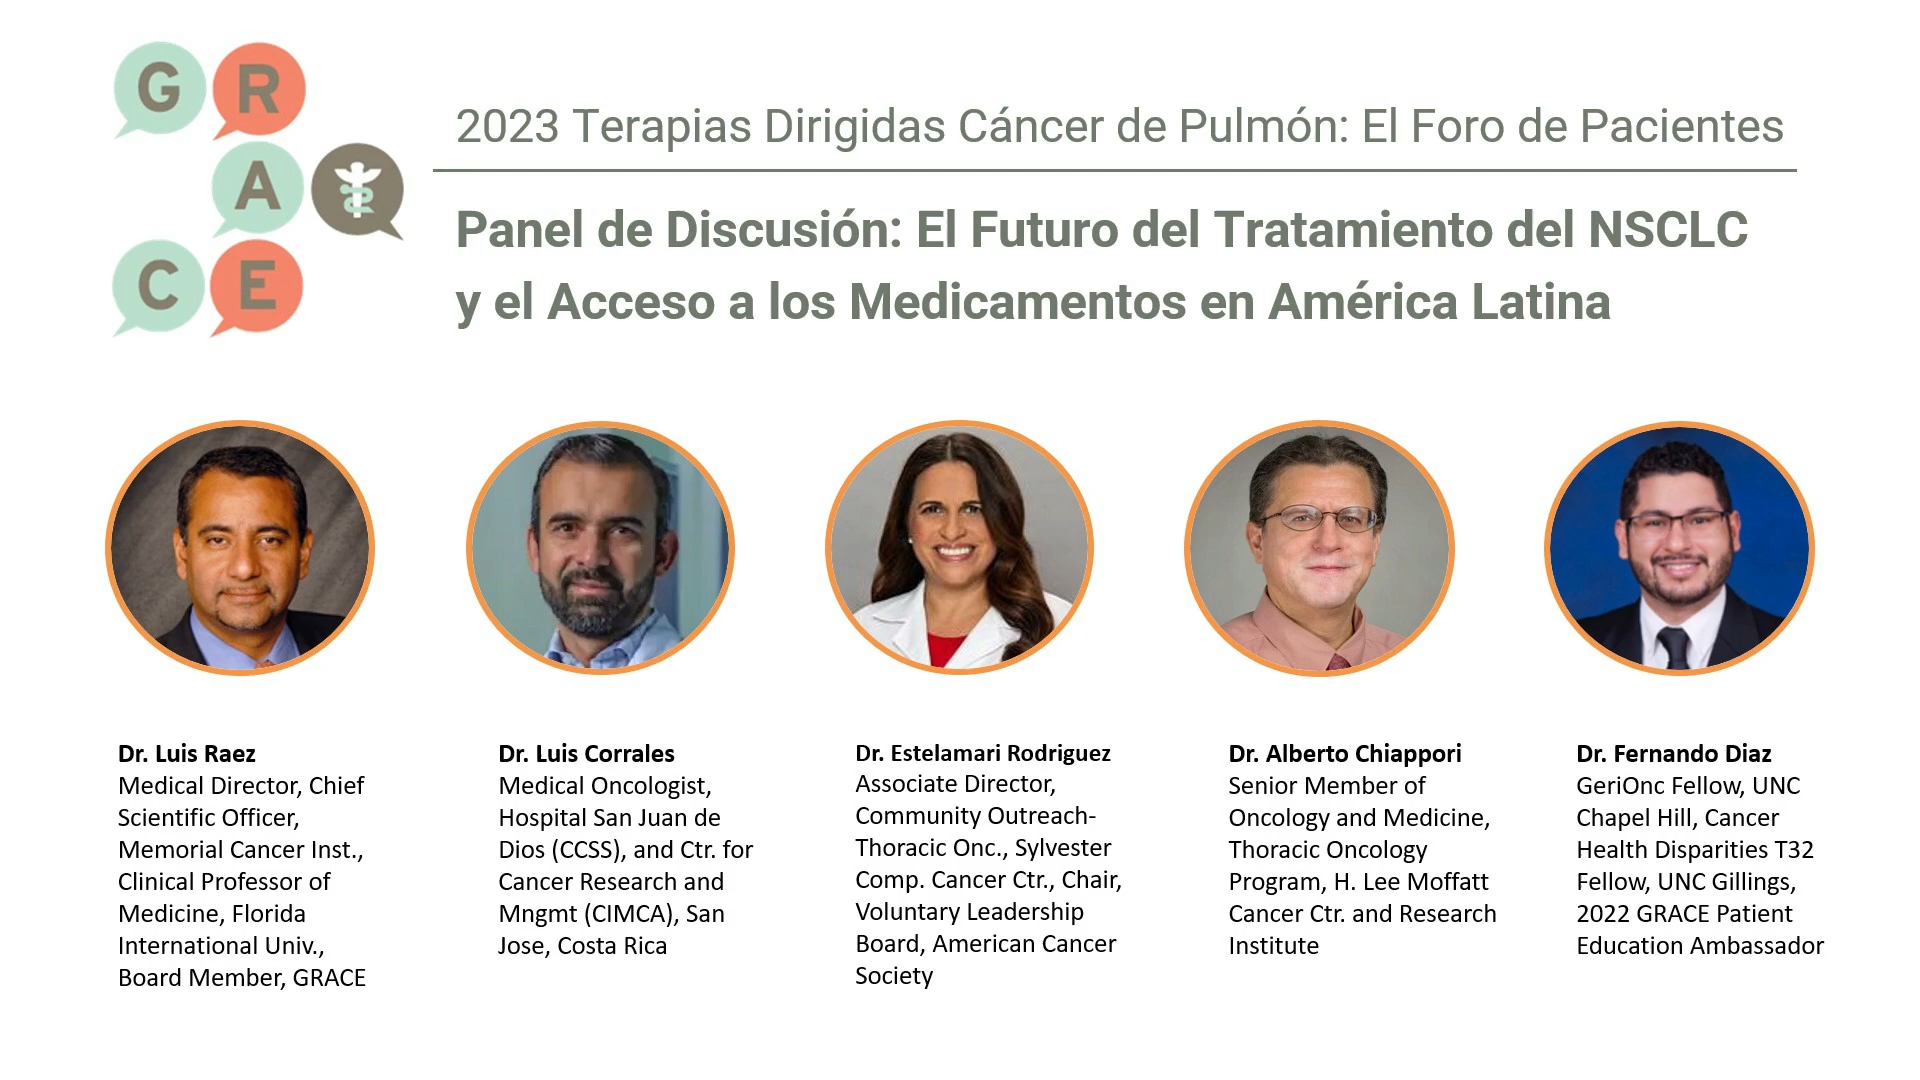 G R
A
C E
2023 Terapias Dirigidas Cáncer de Pulmón: El Foro de Pacientes
Panel de Discusión: El Futuro del Tratamiento del NSCLC
y el Acceso a los Medicamentos en América Latina
Dr. Luis Raez
Medical Director, Chief
Scientific Officer,
Memorial Cancer Inst.,
Clinical Professor of
Medicine, Florida
International Univ.,
Board Member, GRACE
Dr. Luis Corrales
Medical Oncologist,
Hospital San Juan de
Dios (CCSS), and Ctr. for
Cancer Research and
Mngmt (CIMCA), San
Jose, Costa Rica
Dr. Estelamari Rodriguez
Associate Director,
Community Outreach-
Thoracic Onc., Sylvester
Comp. Cancer Ctr., Chair,
Voluntary Leadership
Board, American Cancer
Society
Dr. Alberto Chiappori
Senior Member of
Oncology and Medicine,
Thoracic Oncology
Program, H. Lee Moffatt
Cancer Ctr. and Research
Institute
Dr. Fernando Diaz
GeriOnc Fellow, UNC
Chapel Hill, Cancer
Health Disparities T32
Fellow, UNC Gillings,
2022 GRACE Patient
Education Ambassador